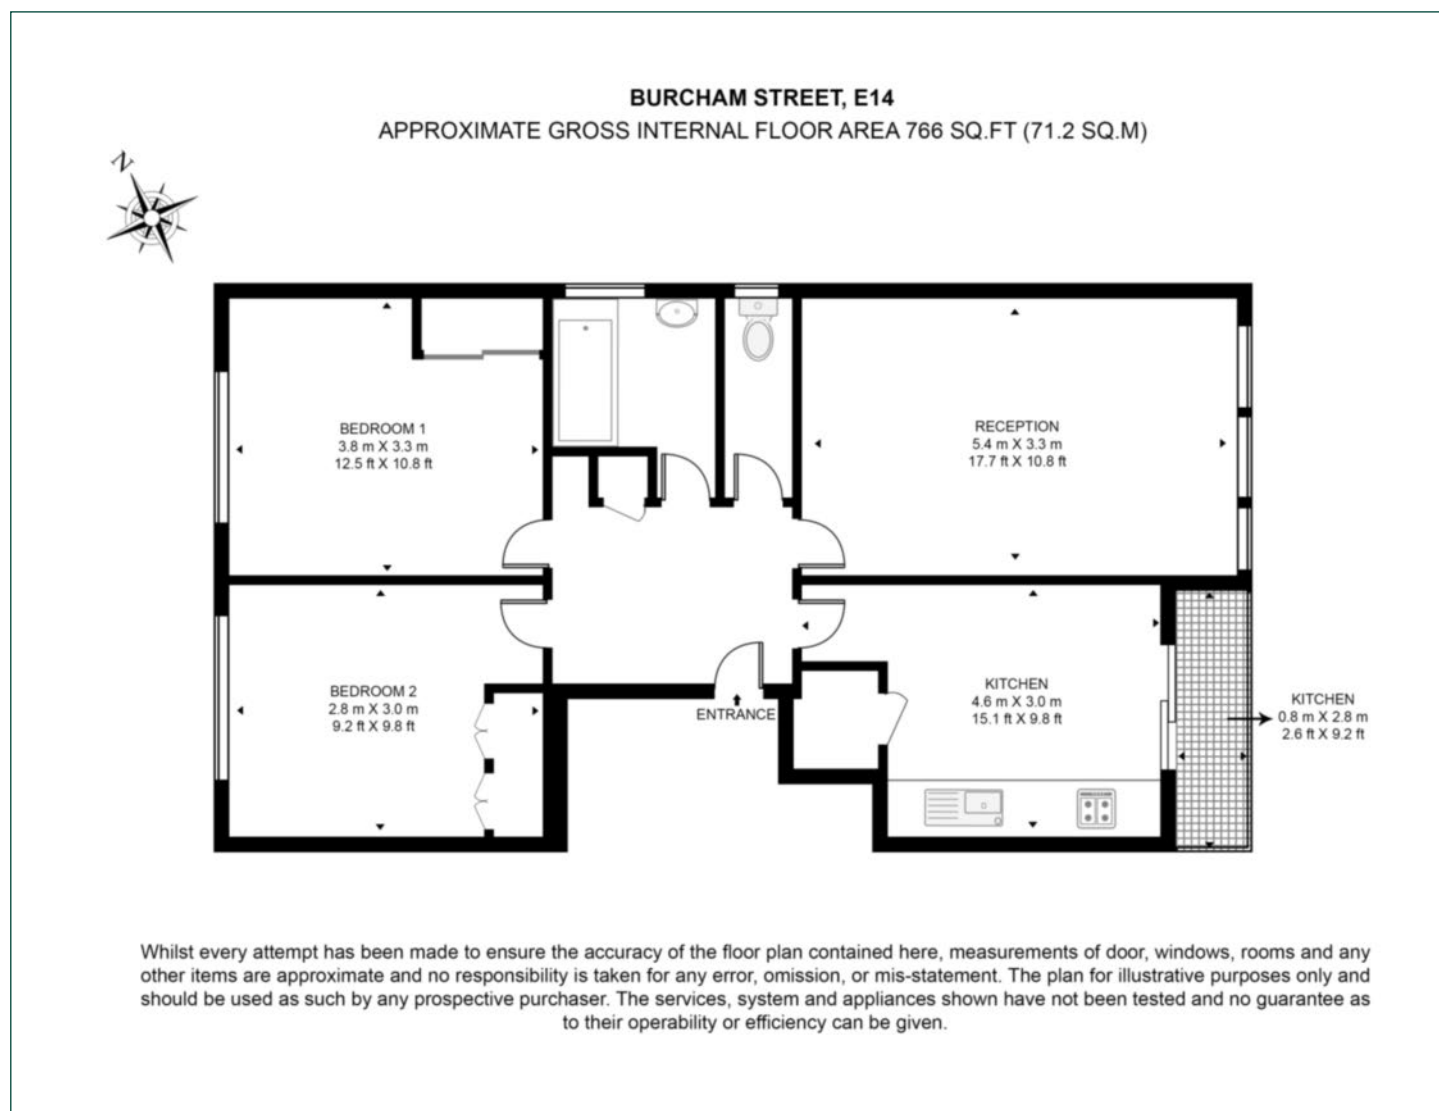 BURCHAM STREET, E14
APPROXIMATE GROSS INTERNAL FLOOR AREA 766 SQ.FT (71.2 SQ.M)
N
BEDROOM 1
3.8 m X 3.3 m
12.5 ft X 10.8 ft
RECEPTION
5.4 m X 3.3 m
17.7 ft X 10.8 ft
BEDROOM 2
2.8 m X 3.0 m
9.2 ft X 9.8 ft
ENTRANCE
KITCHEN
4.6 m X 3.0 m
15.1 ft X 9.8 ft
KITCHEN
0.8 m X 2.8 m
2.6 ft X 9.2 ft
Whilst every attempt has been made to ensure the accuracy of the floor plan contained here, measurements of door, windows, rooms and any
other items are approximate and no responsibility is taken for any error, omission, or mis-statement. The plan for illustrative purposes only and
should be used as such by any prospective purchaser. The services, system and appliances shown have not been tested and no guarantee as
to their operability or efficiency can be given.